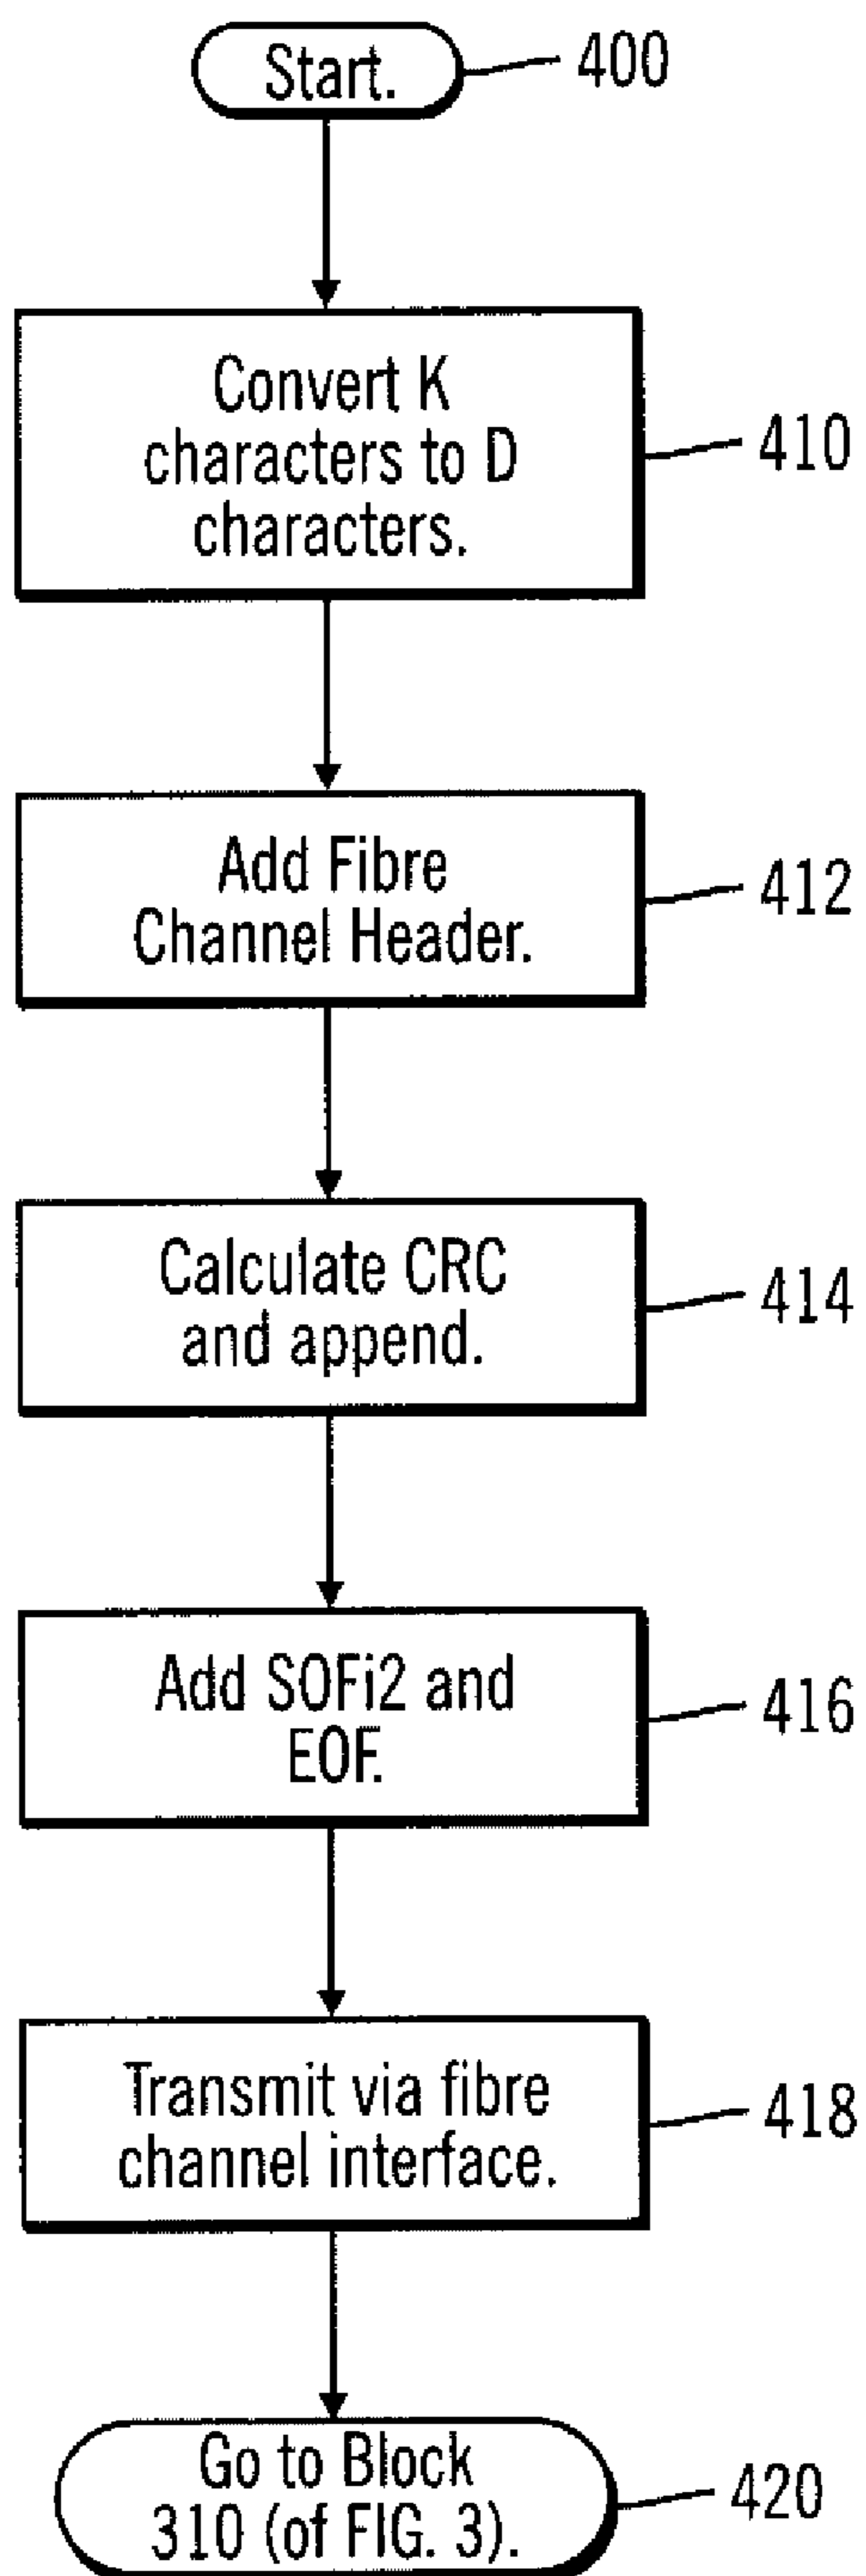 Start.
400
Convert K
characters to D
characters.
410
Add Fibre
Channel Header.
412
Calculate CRC
and append.
414
Add SOFi2 and
EOF.
416
Transmit via fibre
channel interface.
418
Go to Block
310 (of FIG. 3).
420